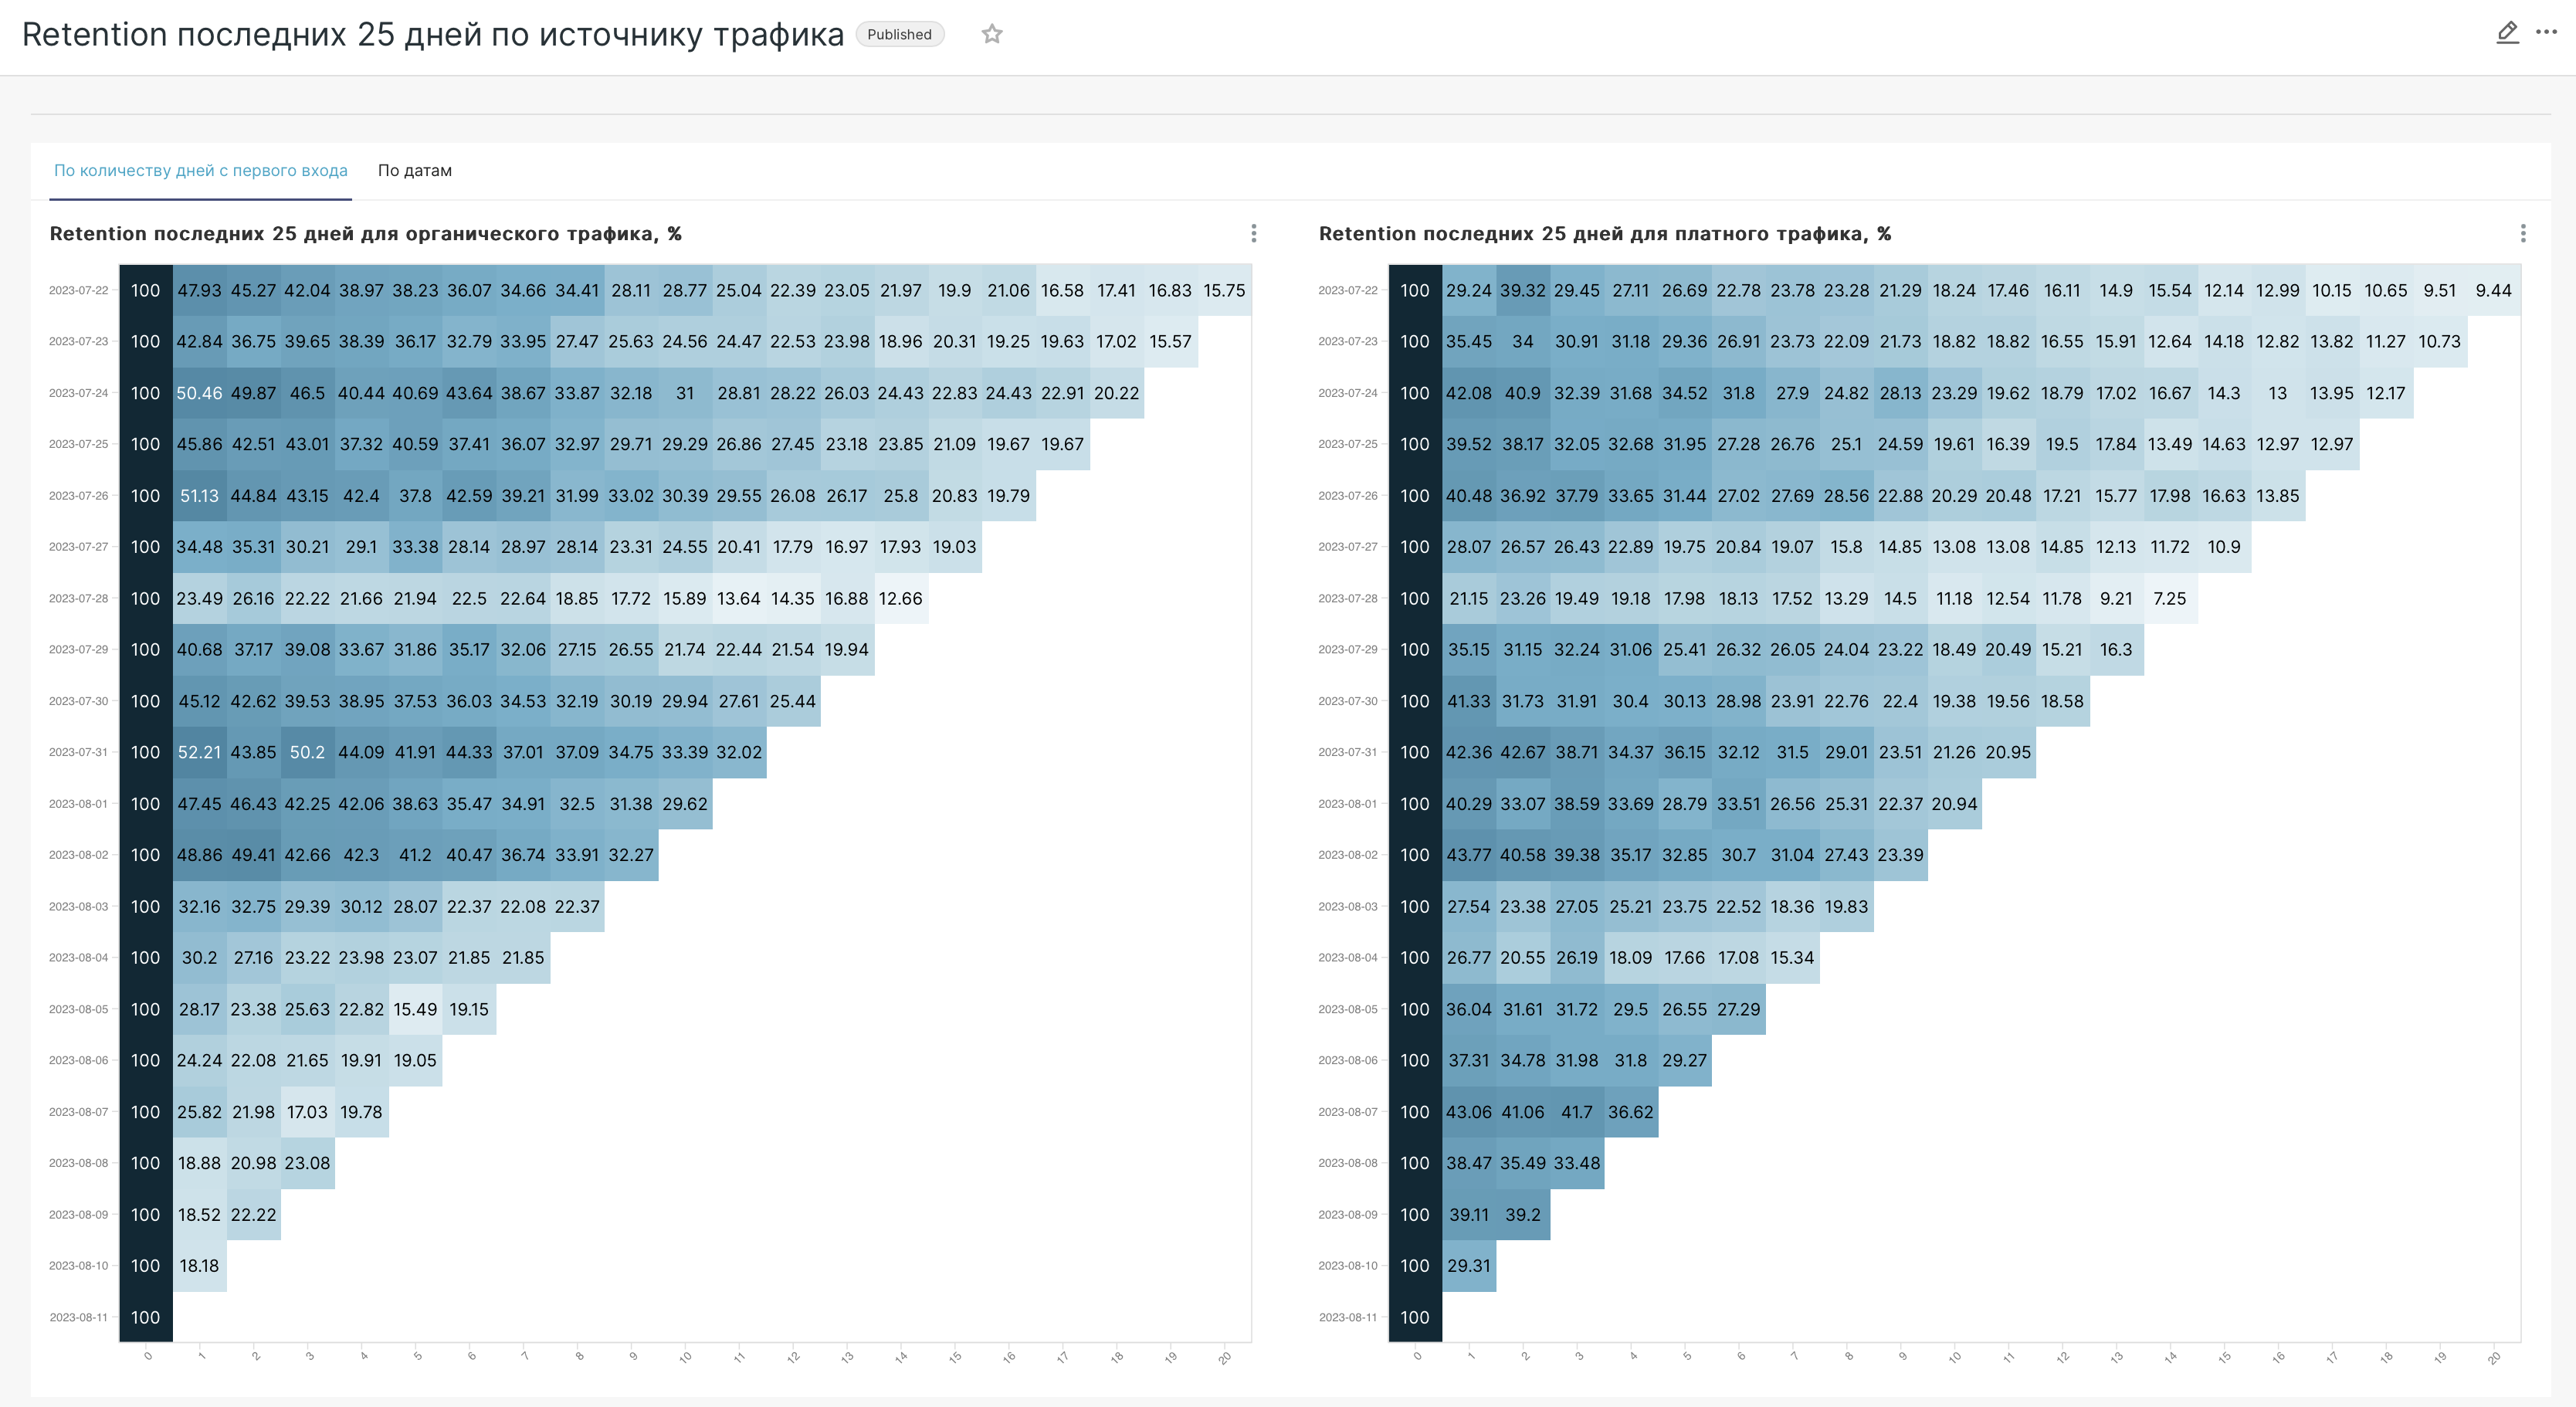 Retention последних 25 дней по источнику трафика Published
По количеству дней с первого входа По датам
Retention последних 25 дней для органического трафика, %
2023-07-22 100 47.93 45.27 42.04 38.97 38.23 36.07 34.66 34.41 28.11 28.77 25.04 22.39 23.05 21.97 19.9 21.06 16.58 17.41 16.83 15.75
2023-07-23 100 42.84 36.75 39.65 38.39 36.17 32.79 33.95 27.47 25.63 24.56 24.47 22.53 23.98 18.96 20.31 19.25 19.63 17.02 15.57
2023-07-24 100 50.46 49.87 46.5 40.44 40.69 43.64 38.67 33.87 32.18 31 28.81 28.22 26.03 24.43 22.83 24.43 22.91 20.22
2023-07-25 100 45.86 42.51 43.01 37.32 40.59 37.41 36.07 32.97 29.71 29.29 26.86 27.45 23.18 23.85 21.09 19.67 19.67
2023-07-26 100 51.13 44.84 43.15 42.4 37.8 42.59 39.21 31.99 33.02 30.39 29.55 26.08 26.17 25.8 20.83 19.79
2023-07-27 100 34.48 35.31 30.21 29.1 33.38 28.14 28.97 28.14 23.31 24.55 20.41 17.79 16.97 17.93 19.03
2023-07-28 100 23.49 26.16 22.22 21.66 21.94 22.5 22.64 18.85 17.72 15.89 13.64 14.35 16.88 12.66
2023-07-29 100 40.68 37.17 39.08 33.67 31.86 35.17 32.06 27.15 26.55 21.74 22.44 21.54 19.94
2023-07-30 100 45.12 42.62 39.53 38.95 37.53 36.03 34.53 32.19 30.19 29.94 27.61 25.44
2023-07-31 100 52.21 43.85 50.2 44.09 41.91 44.33 37.01 37.09 34.75 33.39 32.02
2023-08-01 100 47.45 46.43 42.25 42.06 38.63 35.47 34.91 32.5 31.38 29.62
2023-08-02 100 48.86 49.41 42.66 42.3 41.2 40.47 36.74 33.91 32.27
2023-08-03 100 32.16 32.75 29.39 30.12 28.07 22.37 22.08 22.37
2023-08-04 100 30.2 27.16 23.22 23.98 23.07 21.85 21.85
2023-08-05 100 28.17 23.38 25.63 22.82 15.49 19.15
2023-08-06 100 24.24 22.08 21.65 19.91 19.05
2023-08-07 100 25.82 21.98 17.03 19.78
2023-08-08 100 18.88 20.98 23.08
2023-08-09 100 18.52 22.22
2023-08-10 100 18.18
2023-08-11 100
0 1 2 3 4 5 6 7 8 9 10 11 12 13 14 15 16 17 18 19 20
Retention последних 25 дней для платного трафика, %
2023-07-22 100 29.24 39.32 29.45 27.11 26.69 22.78 23.78 23.28 21.29 18.24 17.46 16.11 14.9 15.54 12.14 12.99 10.15 10.65 9.51 9.44
2023-07-23 100 35.45 34 30.91 31.18 29.36 26.91 23.73 22.09 21.73 18.82 18.82 16.55 15.91 12.64 14.18 12.82 13.82 11.27 10.73
2023-07-24 100 42.08 40.9 32.39 31.68 34.52 31.8 27.9 24.82 28.13 23.29 19.62 18.79 17.02 16.67 14.3 13 13.95 12.17
2023-07-25 100 39.52 38.17 32.05 32.68 31.95 27.28 26.76 25.1 24.59 19.61 16.39 19.5 17.84 13.49 14.63 12.97 12.97
2023-07-26 100 40.48 36.92 37.79 33.65 31.44 27.02 27.69 28.56 22.88 20.29 20.48 17.21 15.77 17.98 16.63 13.85
2023-07-27 100 28.07 26.57 26.43 22.89 19.75 20.84 19.07 15.8 14.85 13.08 13.08 14.85 12.13 11.72 10.9
2023-07-28 100 21.15 23.26 19.49 19.18 17.98 18.13 17.52 13.29 14.5 11.18 12.54 11.78 9.21 7.25
2023-07-29 100 35.15 31.15 32.24 31.06 25.41 26.32 26.05 24.04 23.22 18.49 20.49 15.21 16.3
2023-07-30 100 41.33 31.73 31.91 30.4 30.13 28.98 23.91 22.76 22.4 19.38 19.56 18.58
2023-07-31 100 42.36 42.67 38.71 34.37 36.15 32.12 31.5 29.01 23.51 21.26 20.95
2023-08-01 100 40.29 33.07 38.59 33.69 28.79 33.51 26.56 25.31 22.37 20.94
2023-08-02 100 43.77 40.58 39.38 35.17 32.85 30.7 31.04 27.43 23.39
2023-08-03 100 27.54 23.38 27.05 25.21 23.75 22.52 18.36 19.83
2023-08-04 100 26.77 20.55 26.19 18.09 17.66 17.08 15.34
2023-08-05 100 36.04 31.61 31.72 29.5 26.55 27.29
2023-08-06 100 37.31 34.78 31.98 31.8 29.27
2023-08-07 100 43.06 41.06 41.7 36.62
2023-08-08 100 38.47 35.49 33.48
2023-08-09 100 39.11 39.2
2023-08-10 100 29.31
2023-08-11 100
0 1 2 3 4 5 6 7 8 9 10 11 12 13 14 15 16 17 18 19 20